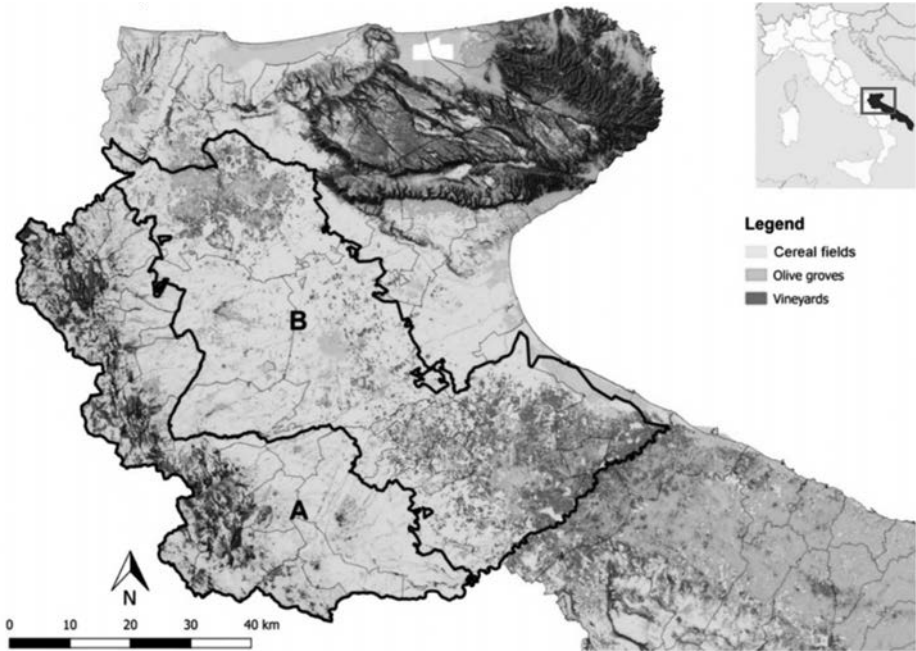 Legend
Cereal fields
Olive groves
Vineyards
B
A
N
0 10 20 30 40 km